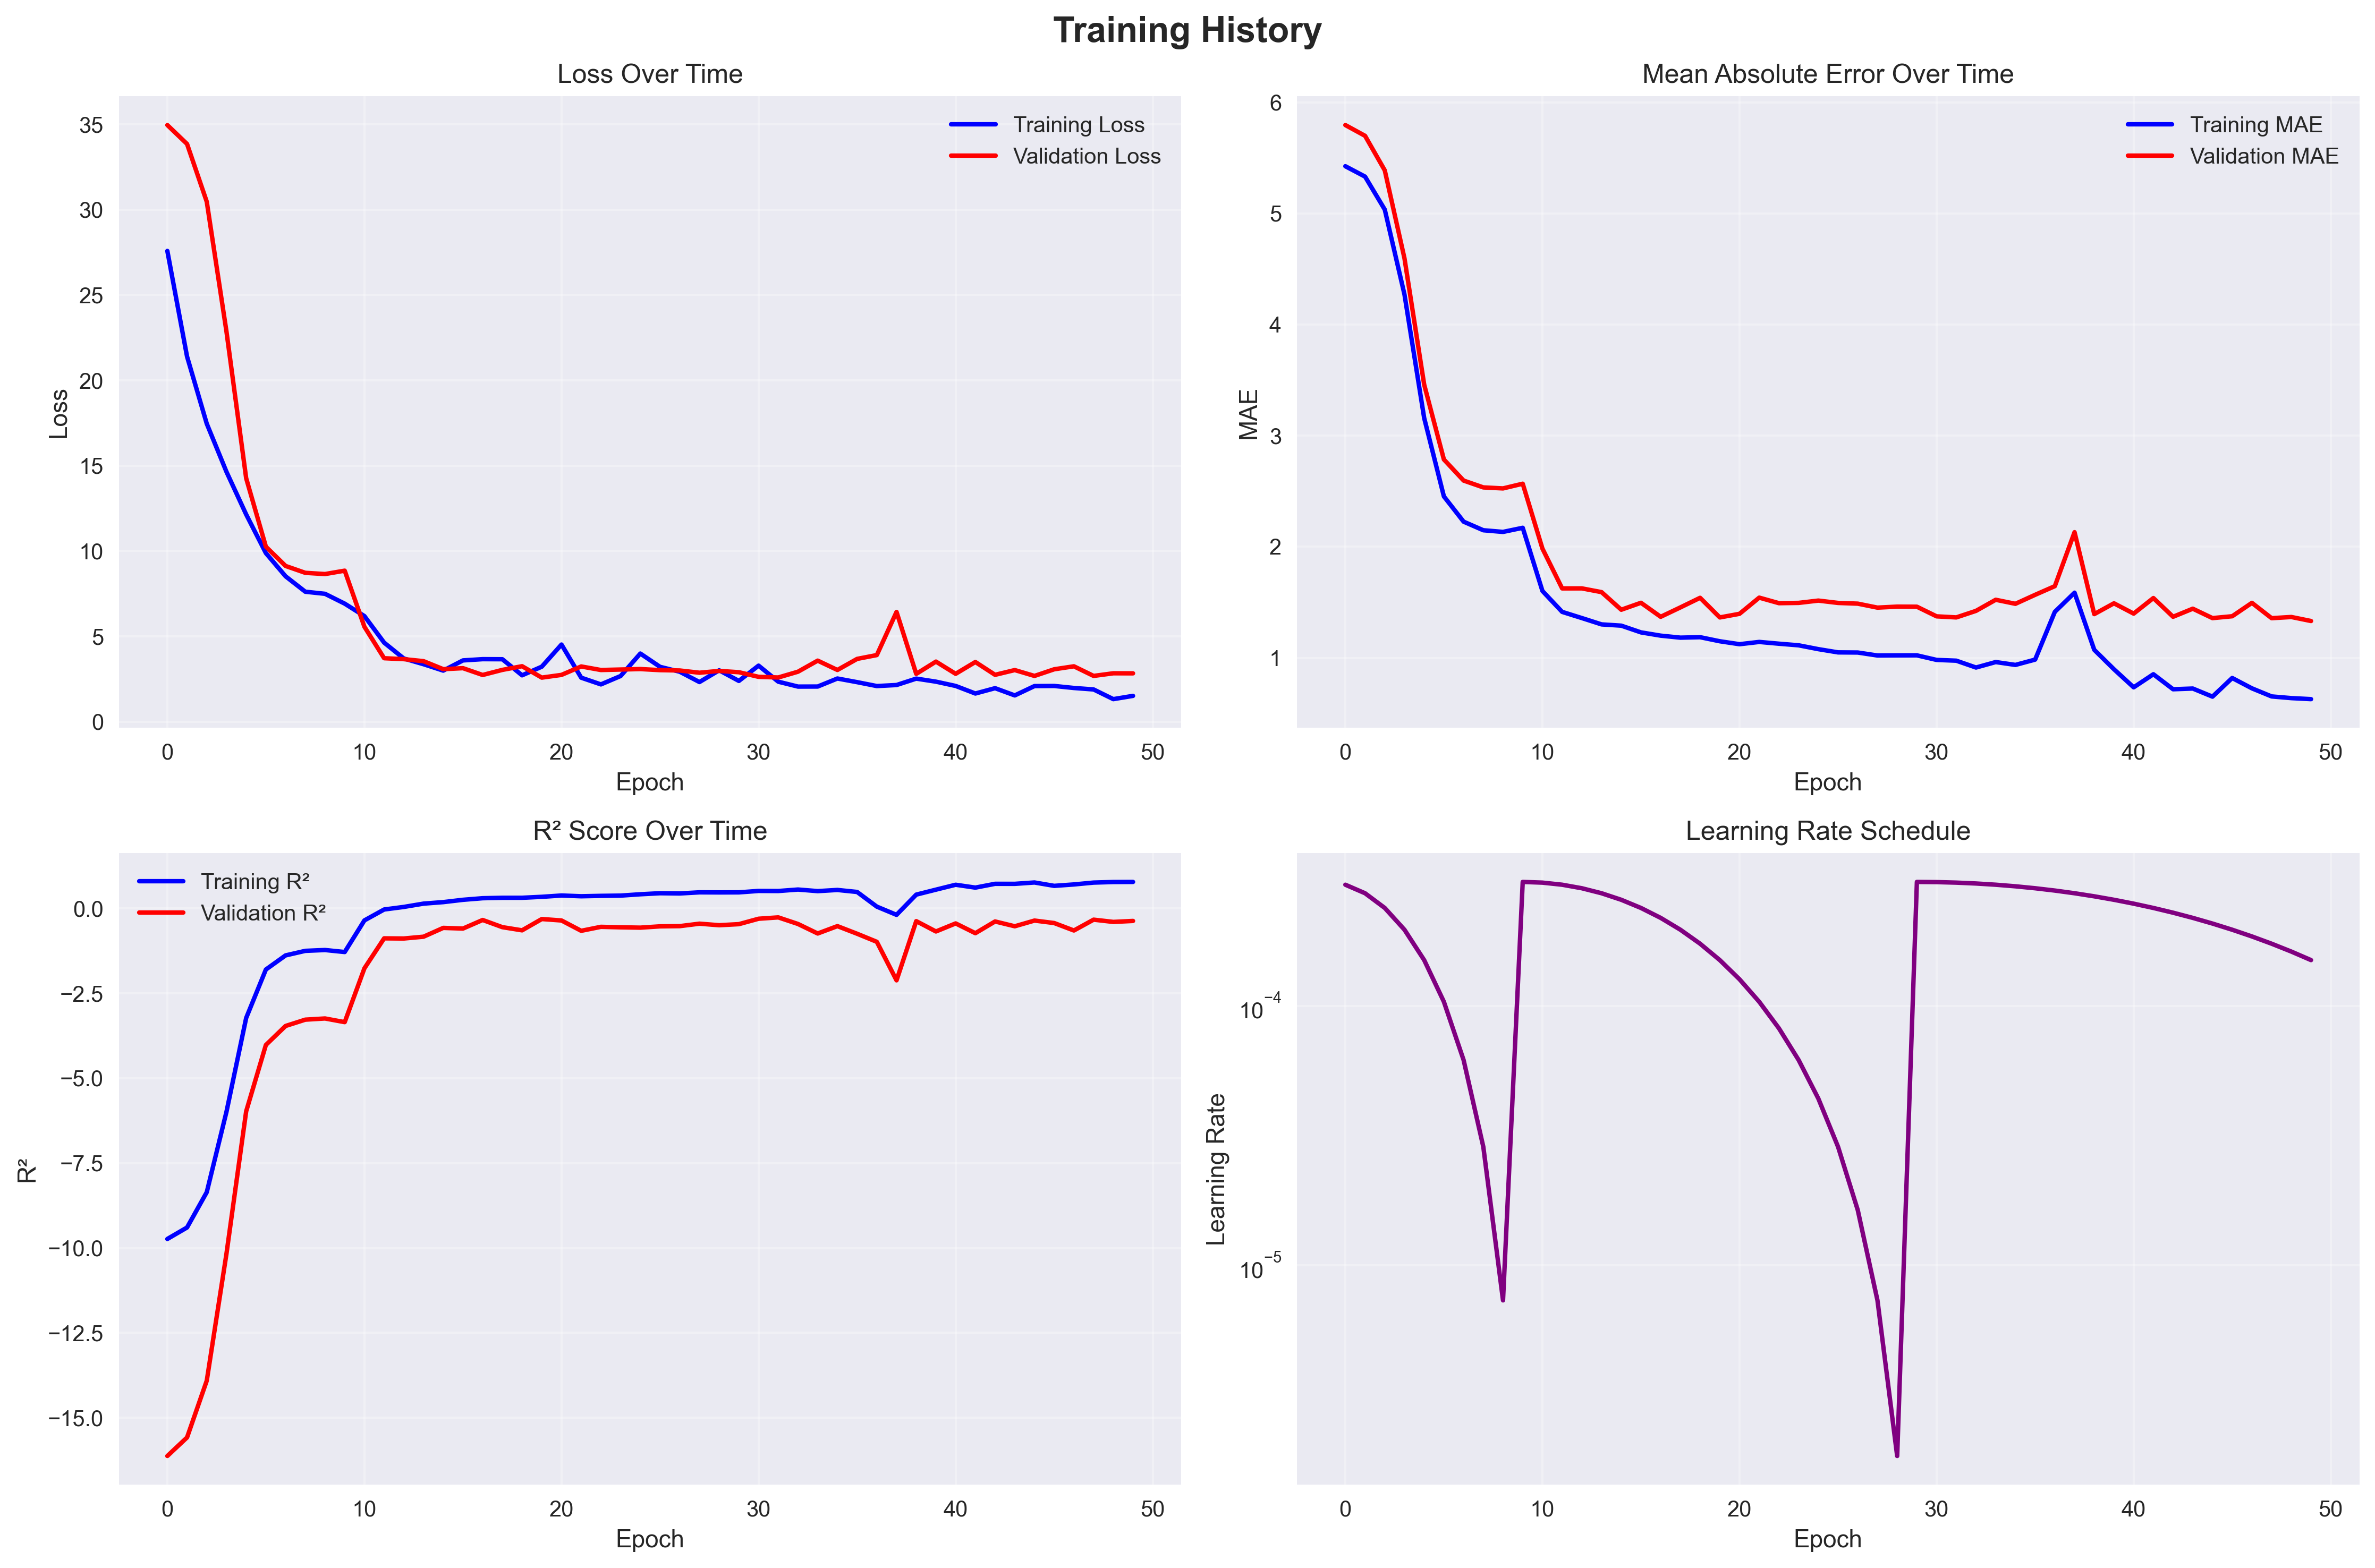 Training History
Loss Over Time
35
30
25
20
15
10
5
0
Loss
0 10 20 30 40 50
Epoch
Training Loss
Validation Loss
Mean Absolute Error Over Time
6
5
4
3
2
1
MAE
0 10 20 30 40 50
Epoch
Training MAE
Validation MAE
R² Score Over Time
0.0
−2.5
−5.0
−7.5
−10.0
−12.5
−15.0
R²
0 10 20 30 40 50
Epoch
Training R²
Validation R²
Learning Rate Schedule
10⁻⁴
10⁻⁵
Learning Rate
0 10 20 30 40 50
Epoch